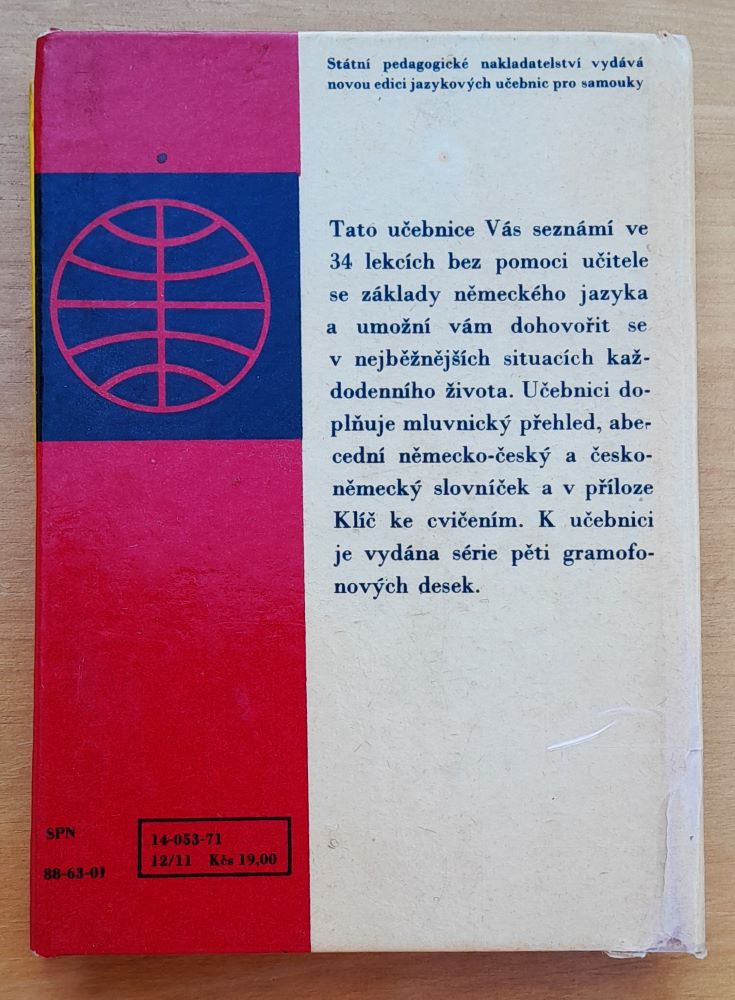 Státní pedagogické nakladatelství vydává
novou edici jazykových učebnic pro samouky
Tato učebnice Vás seznámí ve
34 lekcích bez pomoci učitele
se základy německého jazyka
a umožní vám dohovořit se
v nejběžnějších situacích kaž-
dodenního života. Učebnici do-
plňuje mluvnický přehled, abe-
cední německo-český a česko-
německý slovníček a v příloze
Klíč ke cvičením. K učebnici
je vydána série pěti gramofo-
nových desek.
SPN
88-63-01
14-053-71
12/11 Kčs 19,00